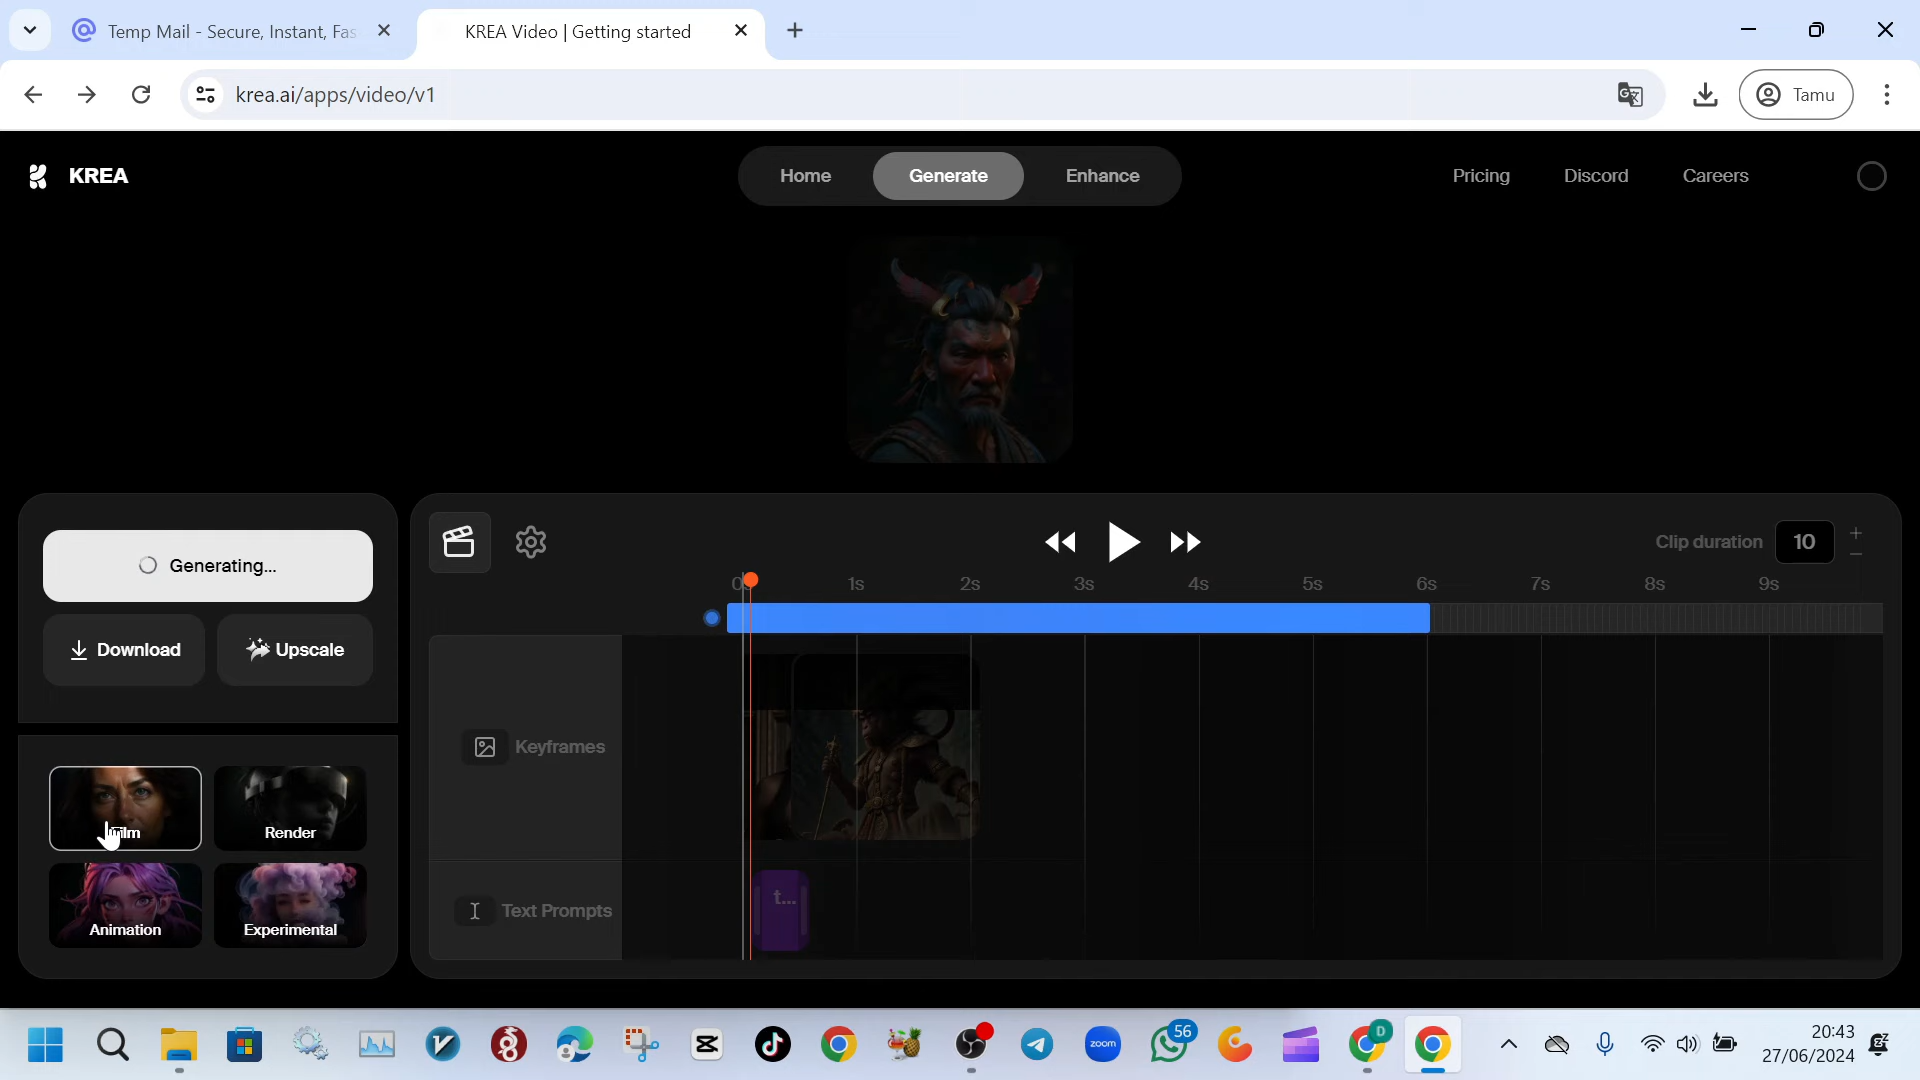 Temp Mail - Secure, Instant, Fas
KREA Video | Getting started
krea.ai/apps/video/v1
Tamu
KREA
Home
Generate
Enhance
Pricing
Discord
Careers
Generating...
Download
Upscale
Film
Render
Animation
Experimental
Clip duration
10
1s
2s
3s
4s
5s
6s
7s
8s
9s
Keyframes
Text Prompts
t...
zoom
56
D
20:43
27/06/2024